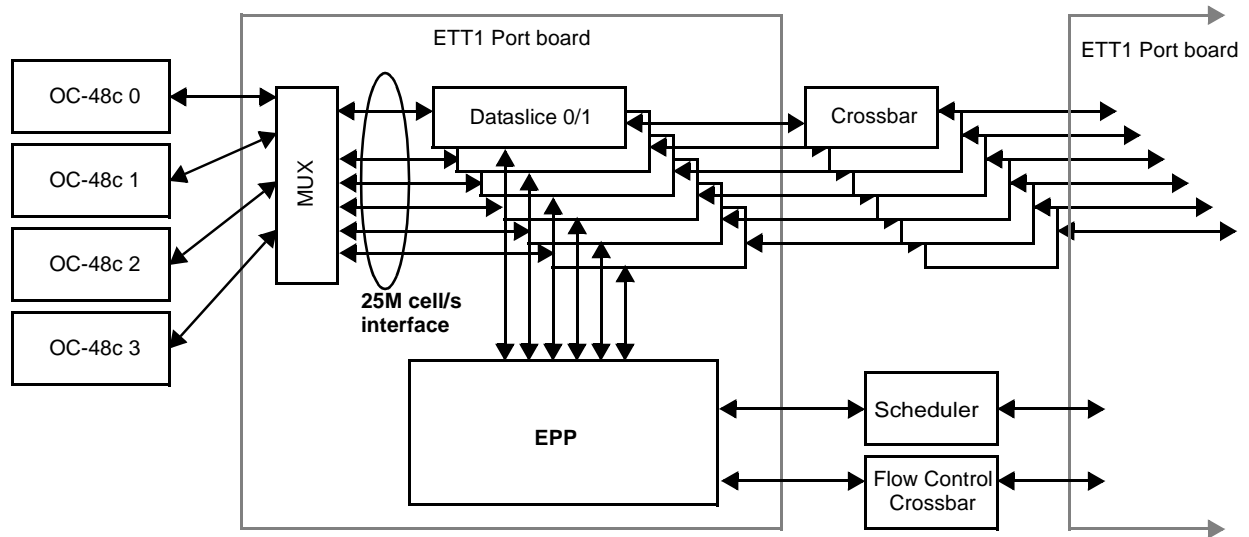 ETT1 Port board
ETT1 Port board
OC-48c 0
OC-48c 1
OC-48c 2
OC-48c 3
MUX
Dataslice 0/1
Crossbar
25M cell/s
interface
EPP
Scheduler
Flow Control
Crossbar